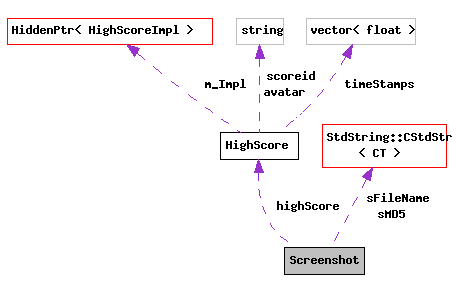 HiddenPtr< HighScoreImpl >
string
vector< float >
m_Impl
scoreid
avatar
timeStamps
HighScore
StdString::CStdStr
< CT >
highScore
sFileName
sMD5
Screenshot